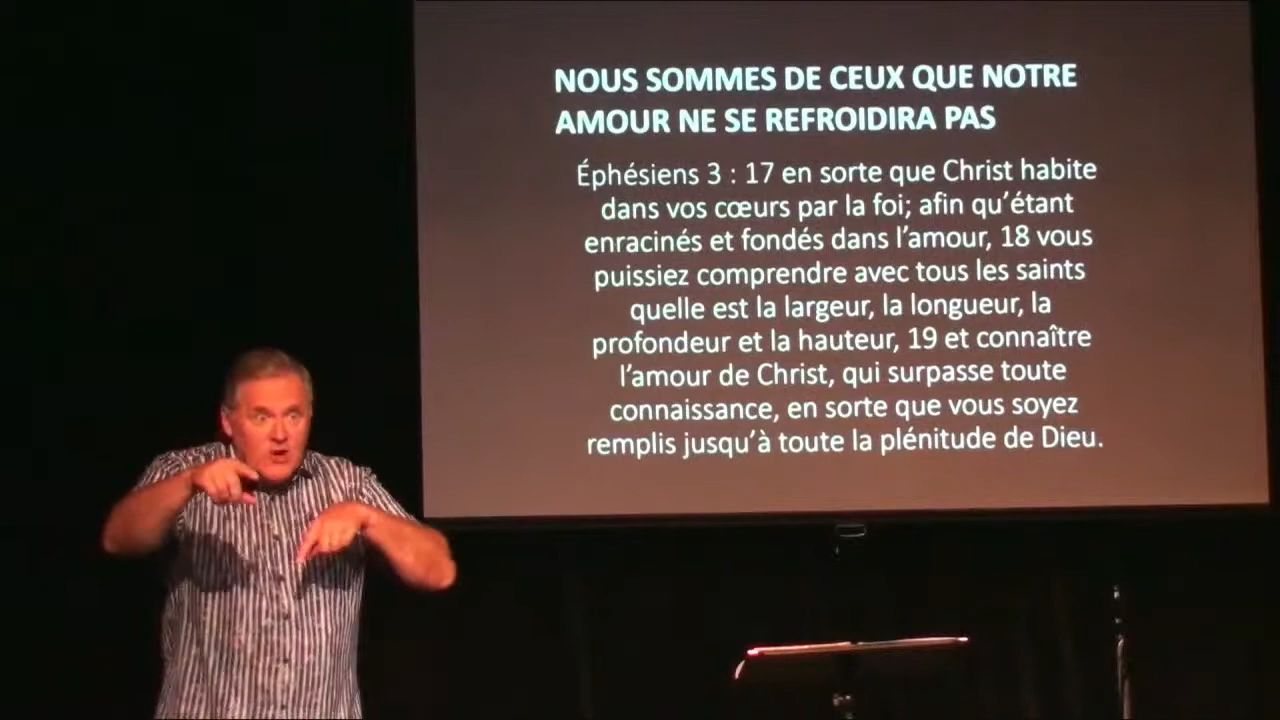 NOUS SOMMES DE CEUX QUE NOTRE
AMOUR NE SE REFROIDIRA PAS
Éphésiens 3 : 17 en sorte que Christ habite
dans vos cœurs par la foi; afin qu’étant
enracinés et fondés dans l’amour, 18 vous
puissiez comprendre avec tous les saints
quelle est la largeur, la longueur, la
profondeur et la hauteur, 19 et connaître
l’amour de Christ, qui surpasse toute
connaissance, en sorte que vous soyez
remplis jusqu’à toute la plénitude de Dieu.